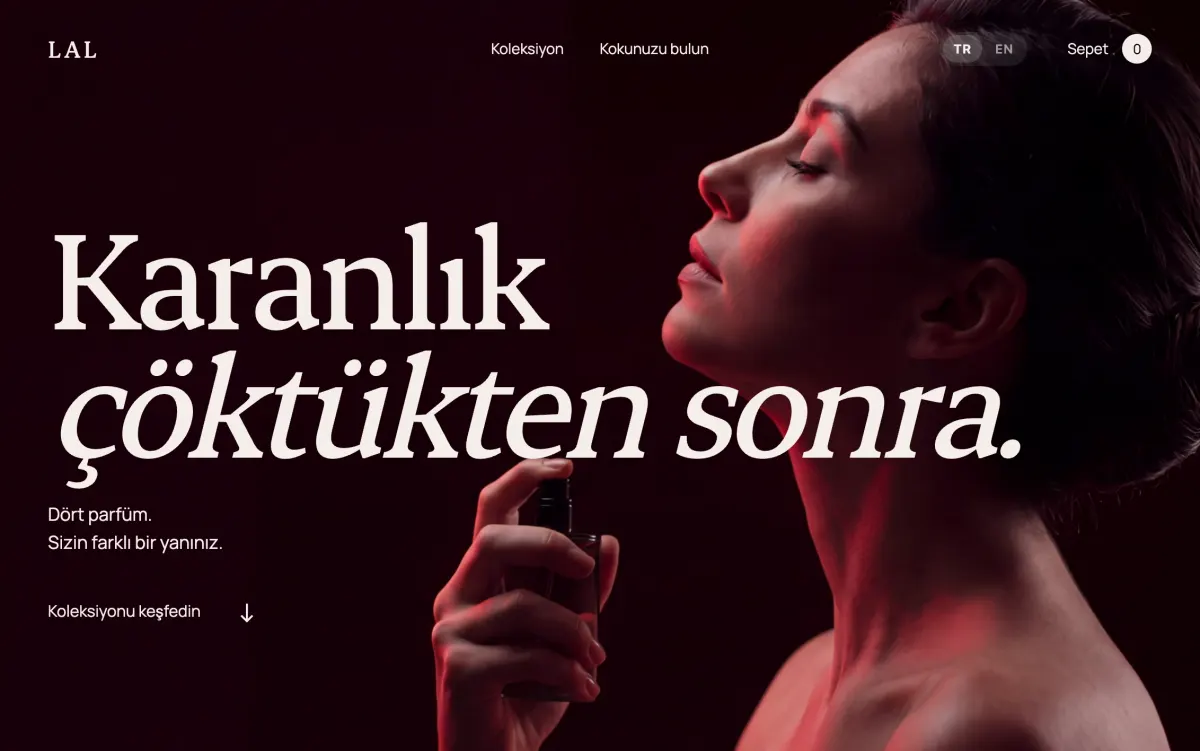 LAL
Koleksiyon
Kokunuzu bulun
TR
EN
Sepet
0
Karanlık
çöktükten sonra.
Dört parfüm.
Sizin farklı bir yanınız.
Koleksiyonu keşfedin ↓